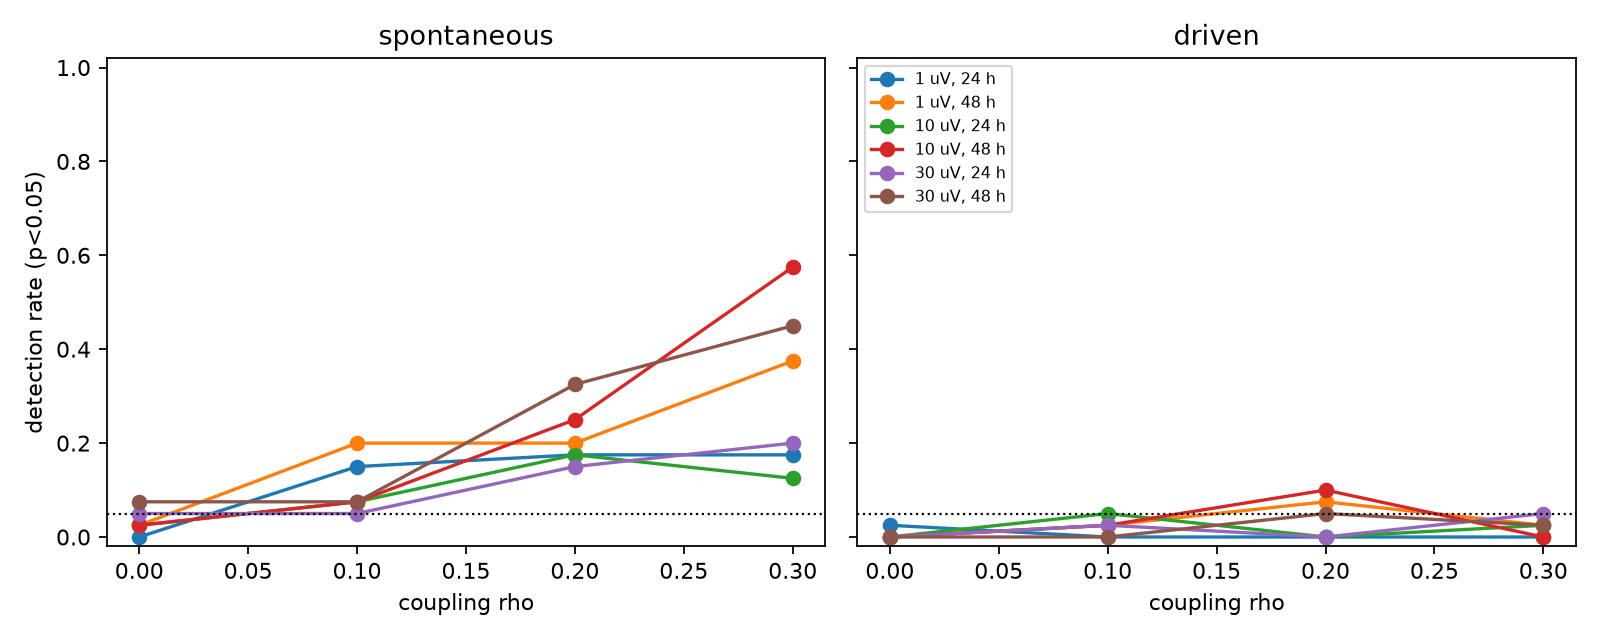 spontaneous
driven
detection rate (p<0.05)
1.0
0.8
0.6
0.4
0.2
0.0
0.00 0.05 0.10 0.15 0.20 0.25 0.30
coupling rho
1 uV, 24 h
1 uV, 48 h
10 uV, 24 h
10 uV, 48 h
30 uV, 24 h
30 uV, 48 h
0.00 0.05 0.10 0.15 0.20 0.25 0.30
coupling rho